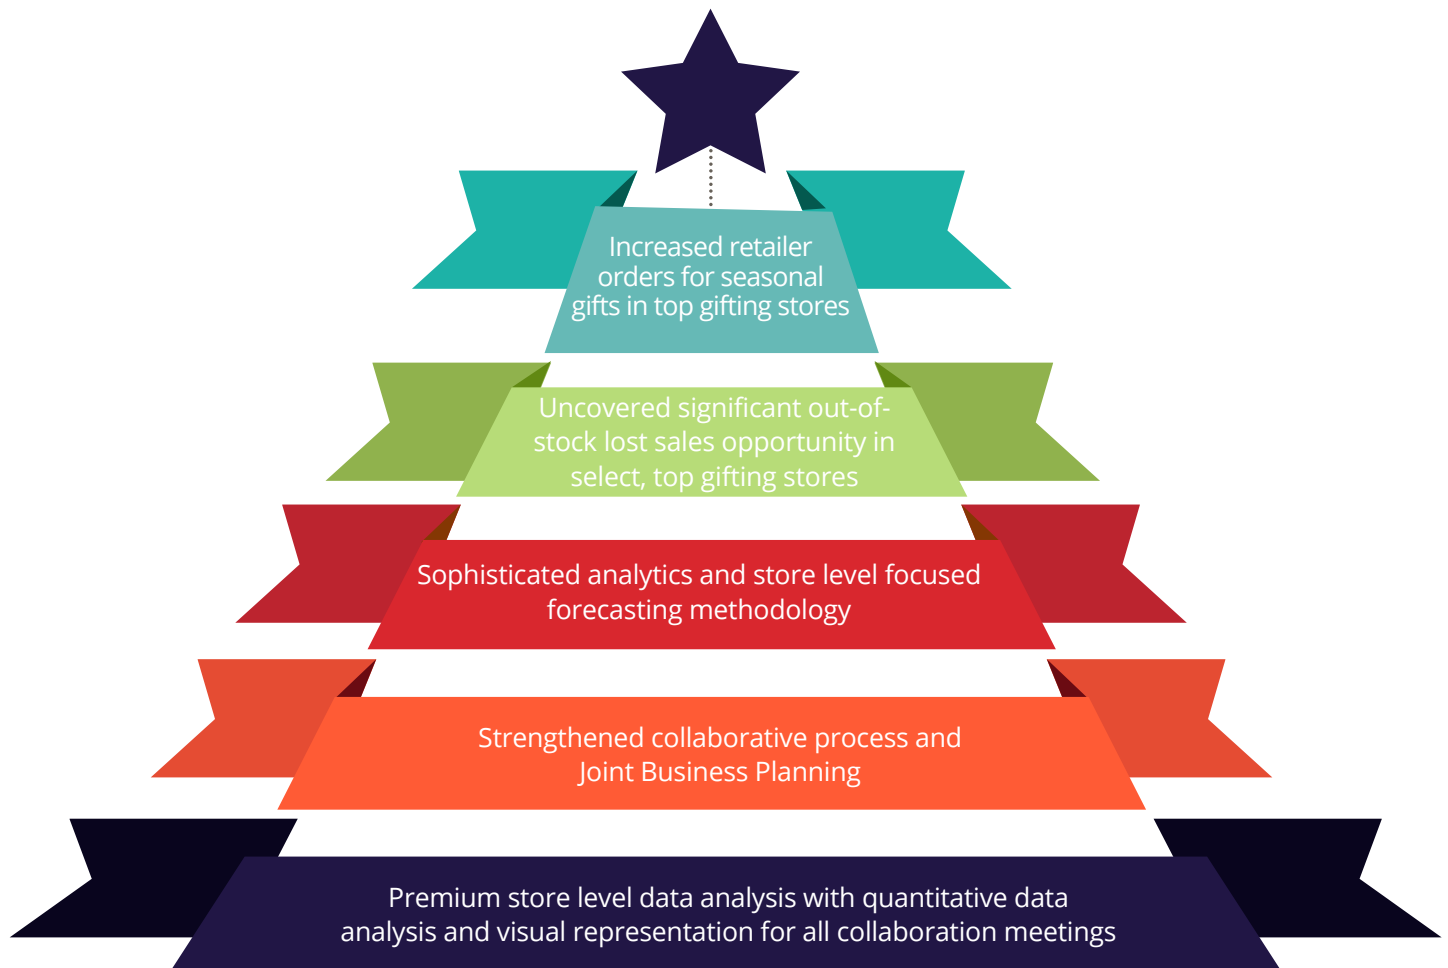 Increased retailer
orders for seasonal
gifts in top gifting stores
Uncovered significant out-of-
stock lost sales opportunity in
select, top gifting stores
Sophisticated analytics and store level focused
forecasting methodology
Strengthened collaborative process and
Joint Business Planning
Premium store level data analysis with quantitative data
analysis and visual representation for all collaboration meetings